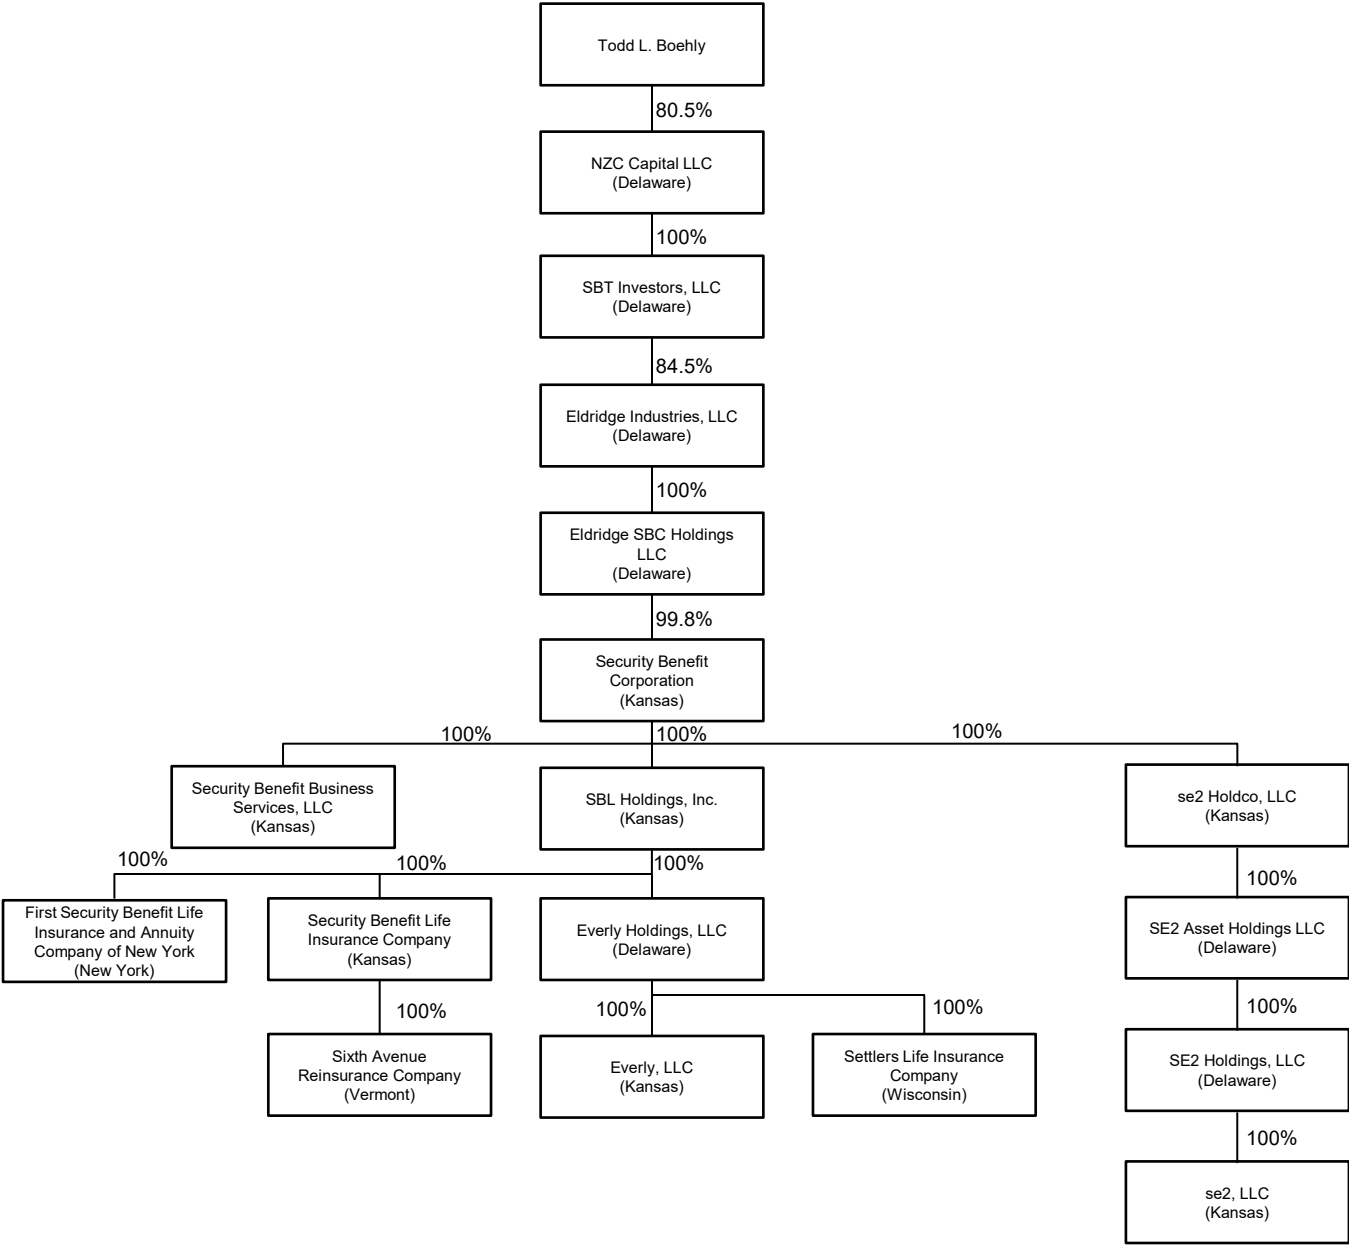 Todd L. Boehly
80.5%
NZC Capital LLC
(Delaware)
100%
SBT Investors, LLC
(Delaware)
84.5%
Eldridge Industries, LLC
(Delaware)
100%
Eldridge SBC Holdings
LLC
(Delaware)
99.8%
Security Benefit
Corporation
(Kansas)
100%
100%
100%
Security Benefit Business
Services, LLC
(Kansas)
SBL Holdings, Inc.
(Kansas)
se2 Holdco, LLC
(Kansas)
100%
100%
100%
100%
First Security Benefit Life
Insurance and Annuity
Company of New York
(New York)
Security Benefit Life
Insurance Company
(Kansas)
Everly Holdings, LLC
(Delaware)
SE2 Asset Holdings LLC
(Delaware)
100%
100%
100%
100%
Sixth Avenue
Reinsurance Company
(Vermont)
Everly, LLC
(Kansas)
Settlers Life Insurance
Company
(Wisconsin)
SE2 Holdings, LLC
(Delaware)
100%
se2, LLC
(Kansas)